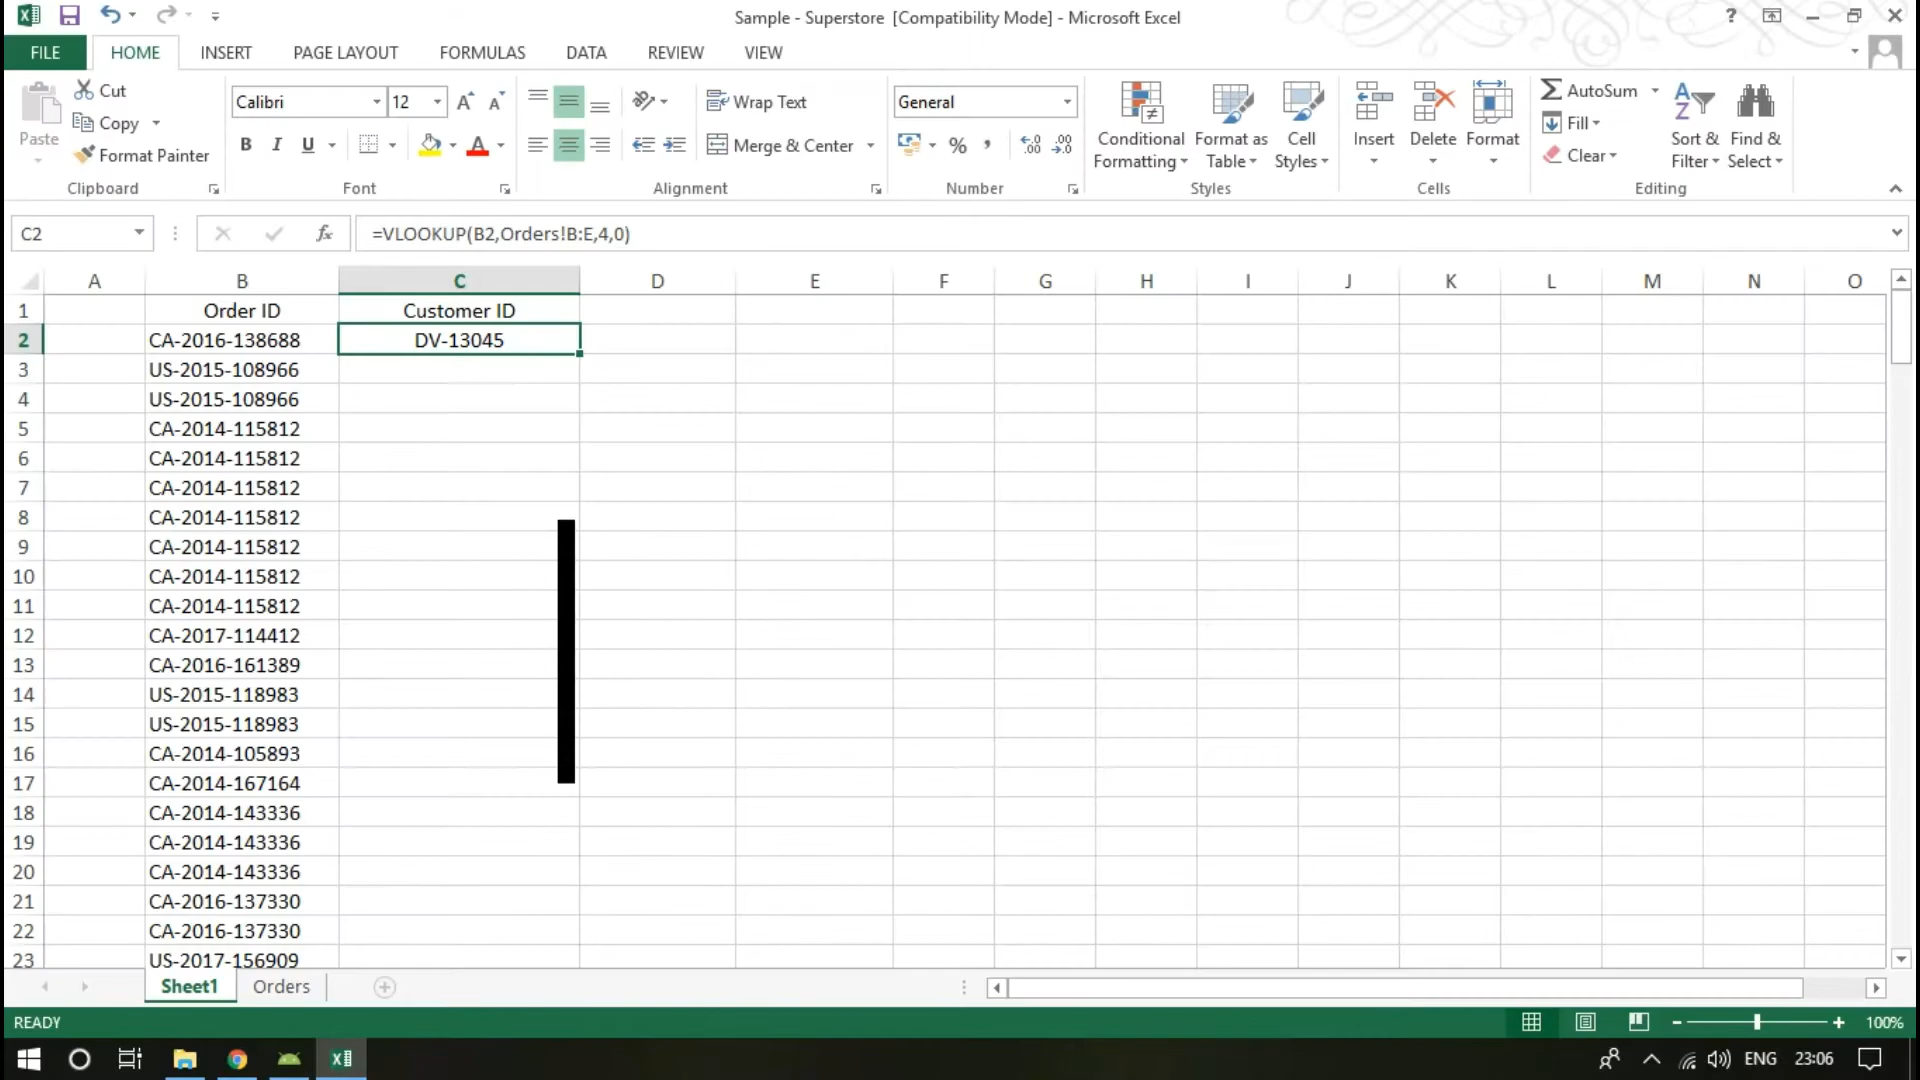 Sample - Superstore [Compatibility Mode] - Microsoft Excel
?
FILE HOME INSERT PAGE LAYOUT FORMULAS DATA REVIEW VIEW
Paste
Cut
Copy
Format Painter
Clipboard
Calibri 12
B I U
Font
Wrap Text
Merge & Center
Alignment
General
%
Number
Conditional Formatting
Format as Table
Cell Styles
Styles
Insert
Delete
Format
Cells
AutoSum
Fill
Clear
Sort & Filter
Find & Select
Editing
C2 fx =VLOOKUP(B2,Orders!B:E,4,0)
A B C D E F G H I J K L M N O
1 Order ID Customer ID
2 CA-2016-138688 DV-13045
3 US-2015-108966
4 US-2015-108966
5 CA-2014-115812
6 CA-2014-115812
7 CA-2014-115812
8 CA-2014-115812
9 CA-2014-115812
10 CA-2014-115812
11 CA-2014-115812
12 CA-2017-114412
13 CA-2016-161389
14 US-2015-118983
15 US-2015-118983
16 CA-2014-105893
17 CA-2014-167164
18 CA-2014-143336
19 CA-2014-143336
20 CA-2014-143336
21 CA-2016-137330
22 CA-2016-137330
23 US-2017-156909
Sheet1 Orders
READY 100%
ENG 23:06